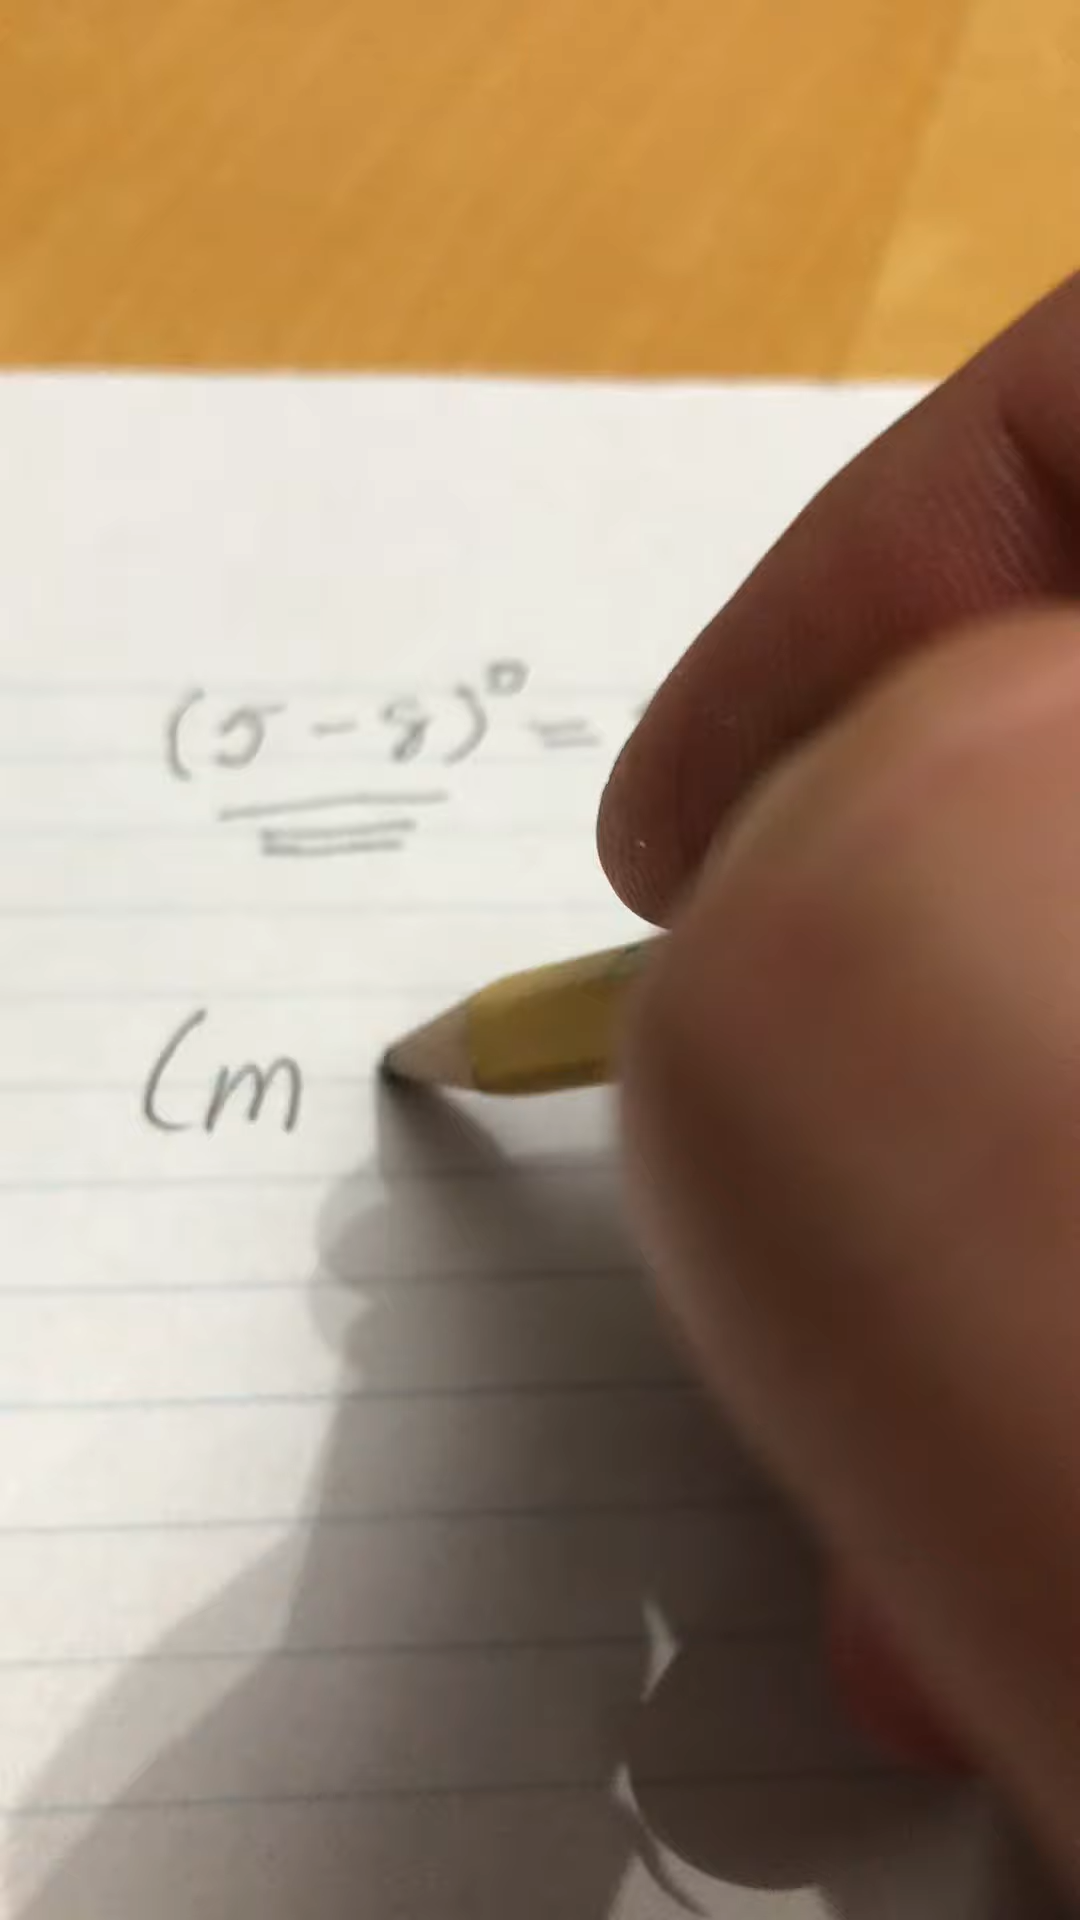 (5 - 8)⁰ =
(m